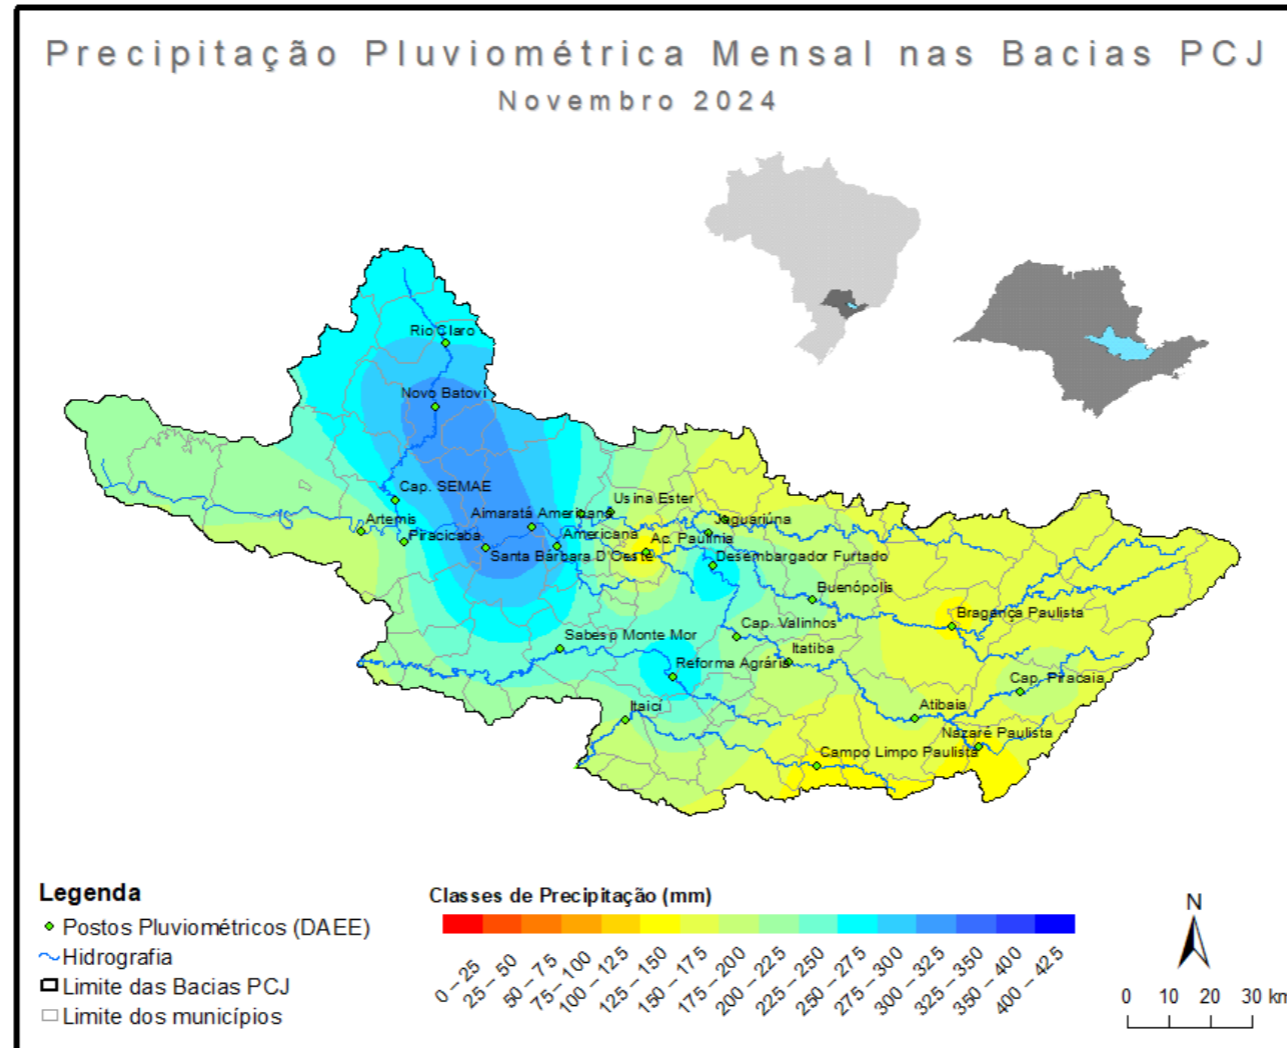 Precipitação Pluviométrica Mensal nas Bacias PCJ
Novembro 2024
Rio Claro
Novo Batovi
Cap. SEMAE
Usina Ester
Aimaratá Americana
Jaguariúna
Artemis
Piracicaba
Americana
Ac. Paulínia
Santa Bárbara D'Oeste
Desembargador Furtado
Buenópolis
Bragança Paulista
Cap. Valinhos
Sabesp Monte Mor
Itatiba
Reforma Agrária
Cap. Piracaia
Itaici
Atibaia
Nazaré Paulista
Campo Limpo Paulista
Legenda
Postos Pluviométricos (DAEE)
Hidrografia
Limite das Bacias PCJ
Limite dos municípios
Classes de Precipitação (mm)
0 – 25
25 – 50
50 – 75
75 – 100
100 – 125
125 – 150
150 – 175
175 – 200
200 – 225
225 – 250
250 – 275
275 – 300
300 – 325
325 – 350
350 – 400
400 – 425
N
0 10 20 30 km